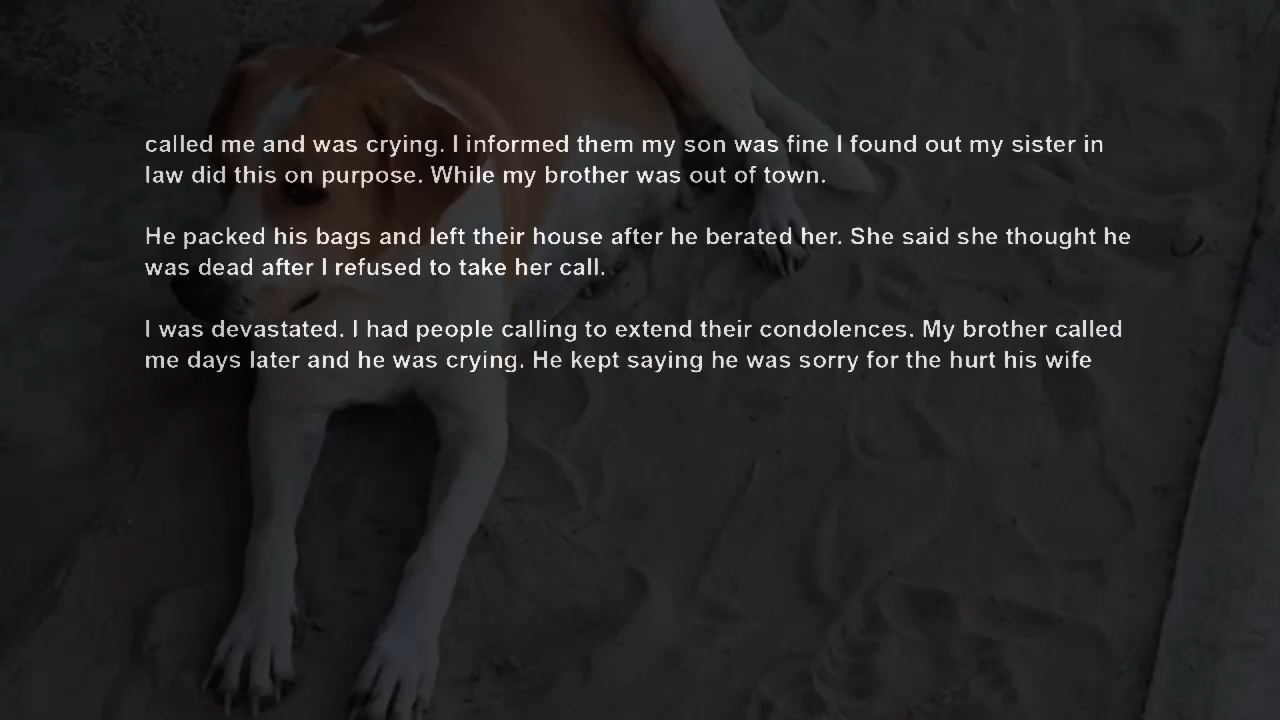 called me and was crying. I informed them my son was fine I found out my sister in
law did this on purpose. While my brother was out of town.
He packed his bags and left their house after he berated her. She said she thought he
was dead after I refused to take her call.
I was devastated. I had people calling to extend their condolences. My brother called
me days later and he was crying. He kept saying he was sorry for the hurt his wife